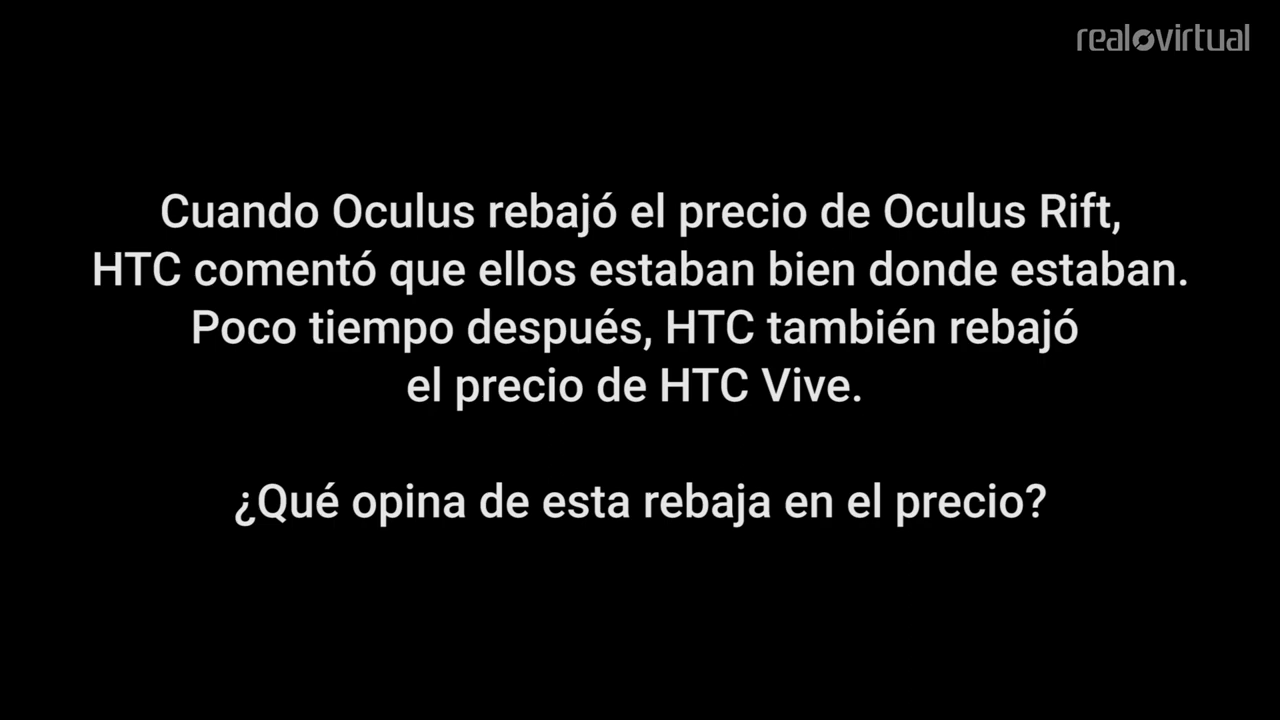 realovirtual
Cuando Oculus rebajó el precio de Oculus Rift,
HTC comentó que ellos estaban bien donde estaban.
Poco tiempo después, HTC también rebajó
el precio de HTC Vive.
¿Qué opina de esta rebaja en el precio?